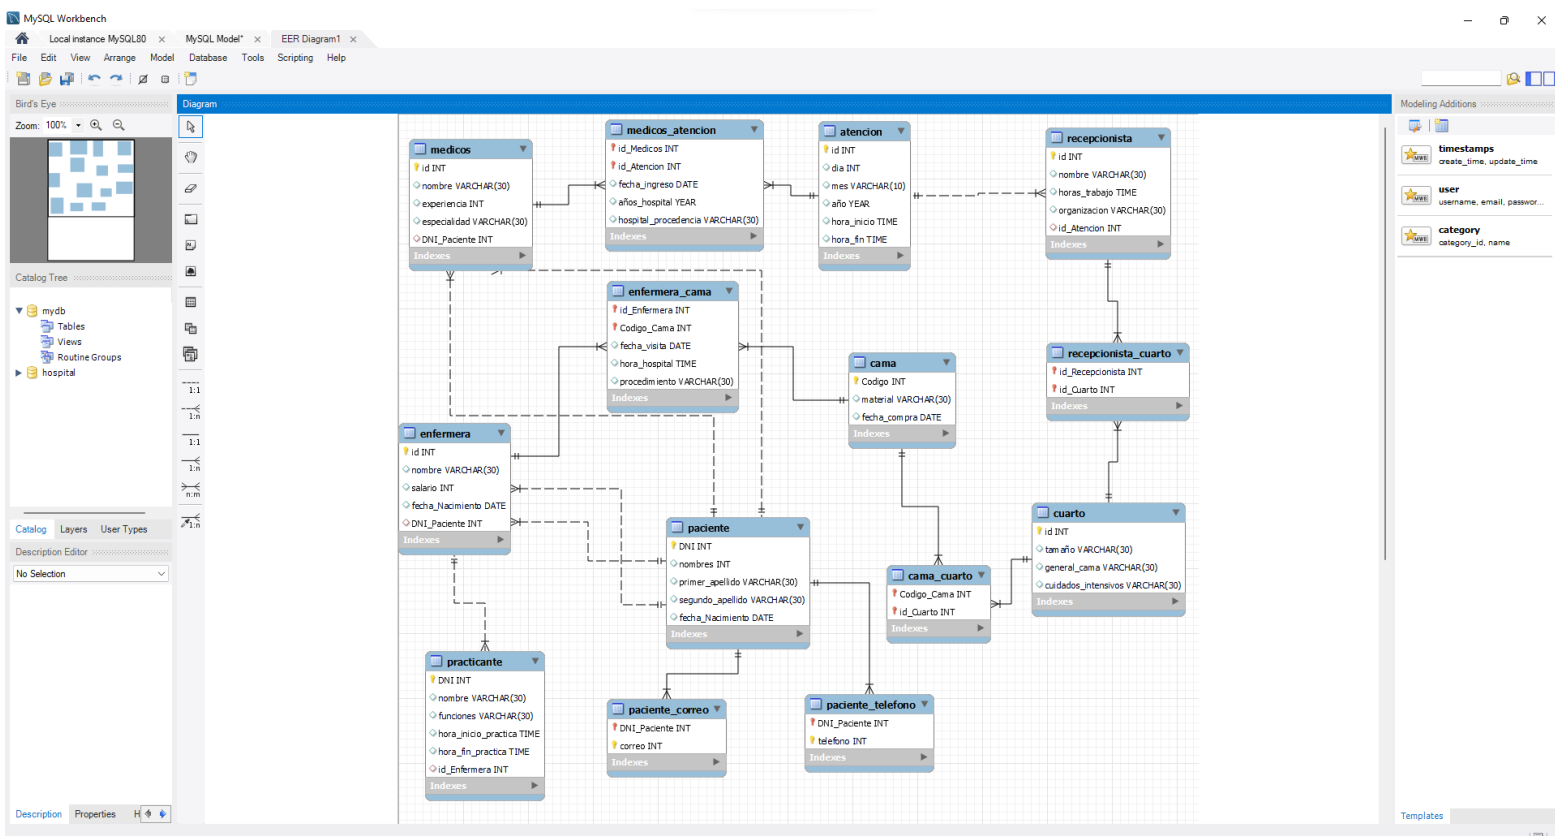 MySQL Workbench
Local instance MySQL80
MySQL Model*
EER Diagram1
File Edit View Arrange Model Database Tools Scripting Help
Bird's Eye
Zoom: 100%
Catalog Tree
mydb
Tables
Views
Routine Groups
hospital
Catalog Layers User Types
Description Editor
No Selection
Description Properties H
Diagram
1:1
1:n
1:1
1:n
n:m
1:n
medicos
id INT
nombre VARCHAR(30)
experiencia INT
especialidad VARCHAR(30)
DNI_Paciente INT
Indexes
medicos_atencion
id_Medicos INT
id_Atencion INT
fecha_ingreso DATE
años_hospital YEAR
hospital_procedencia VARCHAR(30)
Indexes
atencion
id INT
dia INT
mes VARCHAR(10)
año YEAR
hora_inicio TIME
hora_fin TIME
Indexes
recepcionista
id INT
nombre VARCHAR(30)
horas_trabajo TIME
organizacion VARCHAR(30)
id_Atencion INT
Indexes
enfermera_cama
id_Enfermera INT
Codigo_Cama INT
fecha_visita DATE
hora_hospital TIME
procedimiento VARCHAR(30)
Indexes
cama
Codigo INT
material VARCHAR(30)
fecha_compra DATE
Indexes
recepcionista_cuarto
id_Recepcionista INT
id_Cuarto INT
Indexes
enfermera
id INT
nombre VARCHAR(30)
salario INT
fecha_Nacimiento DATE
DNI_Paciente INT
Indexes
paciente
DNI INT
nombres INT
primer_apellido VARCHAR(30)
segundo_apellido VARCHAR(30)
fecha_Nacimiento DATE
Indexes
cama_cuarto
Codigo_Cama INT
id_Cuarto INT
Indexes
cuarto
id INT
tamaño VARCHAR(30)
general_cama VARCHAR(30)
cuidados_intensivos VARCHAR(30)
Indexes
practicante
DNI INT
nombre VARCHAR(30)
funciones VARCHAR(30)
hora_inicio_practica TIME
hora_fin_practica TIME
id_Enfermera INT
Indexes
paciente_correo
DNI_Paciente INT
correo INT
Indexes
paciente_telefono
DNI_Paciente INT
telefono INT
Indexes
Modeling Additions
timestamps
create_time, update_time
user
username, email, passwor...
category
category_id, name
Templates